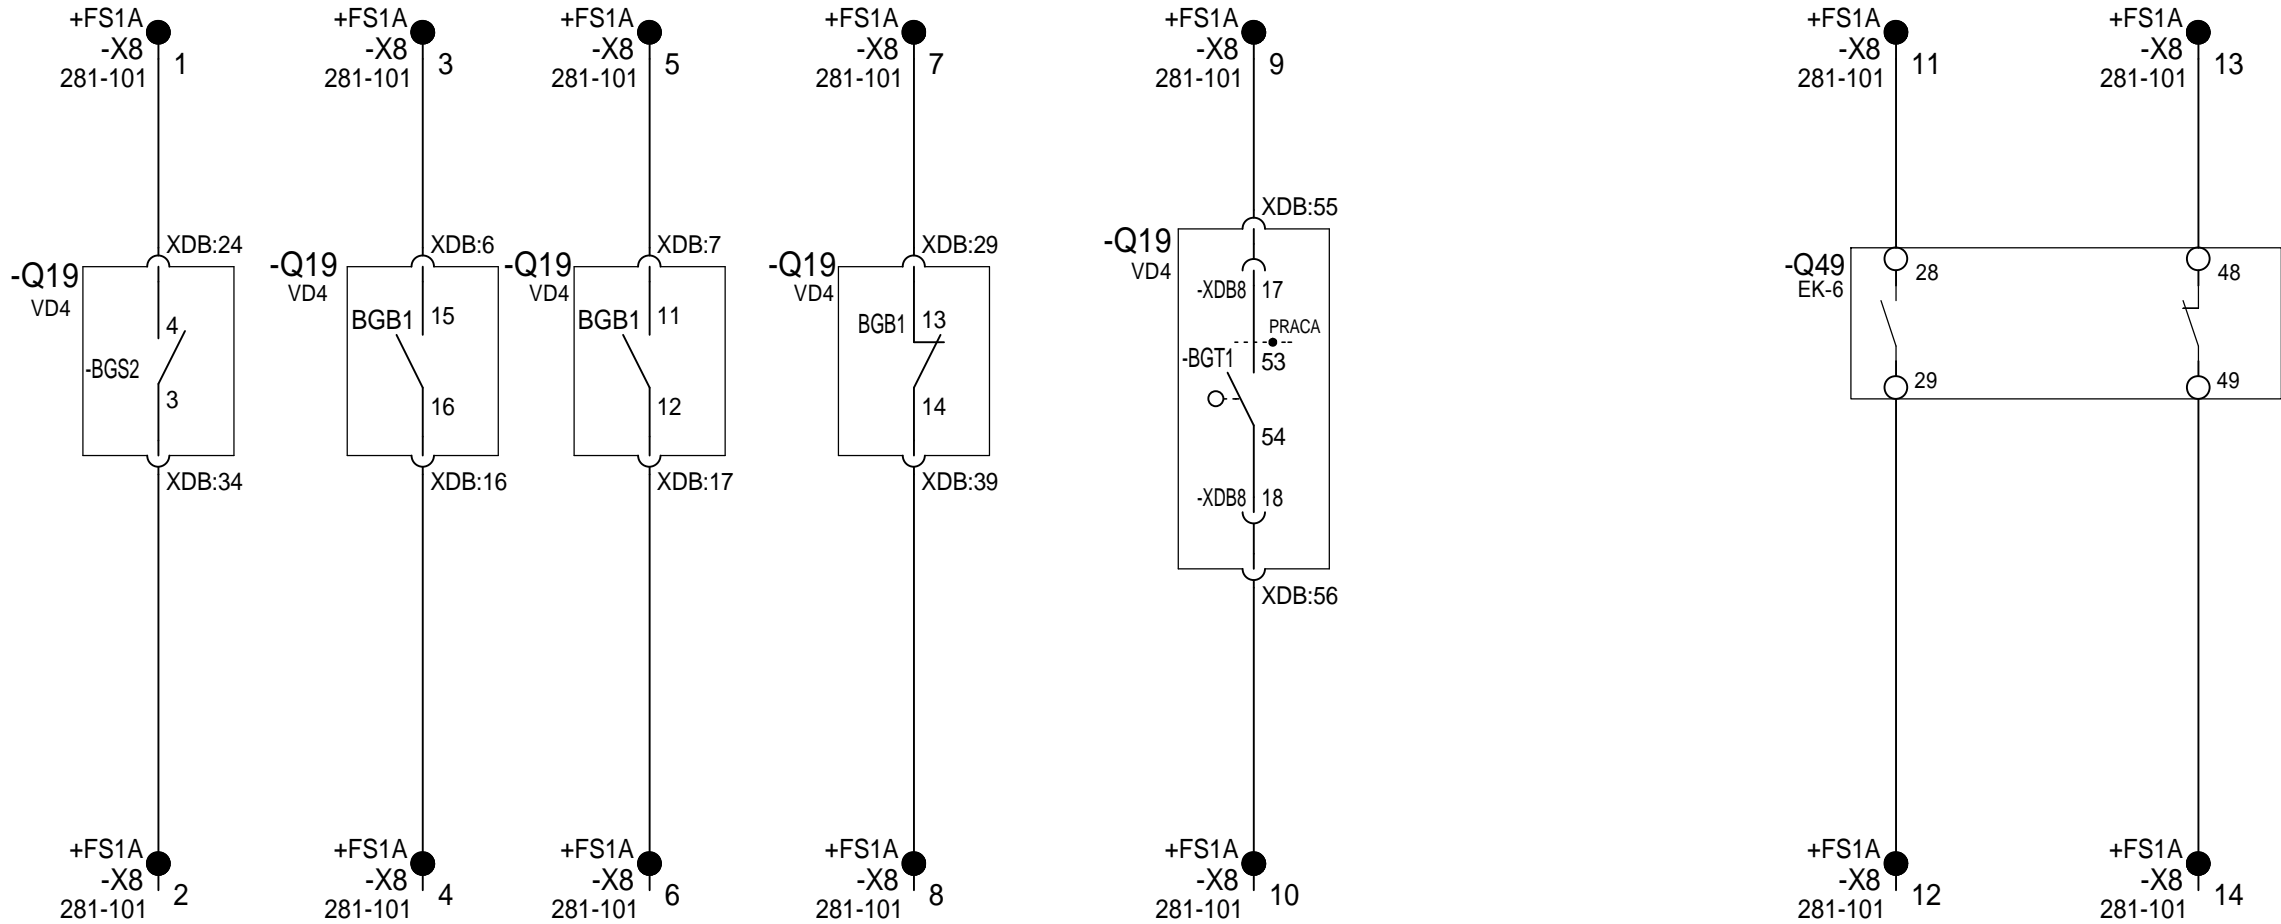 +FS1A
-X8
281-101
1
+FS1A
-X8
281-101
3
+FS1A
-X8
281-101
5
+FS1A
-X8
281-101
7
+FS1A
-X8
281-101
9
+FS1A
-X8
281-101
11
+FS1A
-X8
281-101
13
XDB:24
-Q19
VD4
4
-BGS2
3
XDB:34
XDB:6
-Q19
VD4
BGB1
15
16
XDB:16
XDB:7
-Q19
VD4
BGB1
11
12
XDB:17
XDB:29
-Q19
VD4
BGB1
13
14
XDB:39
XDB:55
-Q19
VD4
-XDB8
17
PRACA
-BGT1
53
54
-XDB8
18
XDB:56
-Q49
EK-6
28
29
48
49
+FS1A
-X8
281-101
2
+FS1A
-X8
281-101
4
+FS1A
-X8
281-101
6
+FS1A
-X8
281-101
8
+FS1A
-X8
281-101
10
+FS1A
-X8
281-101
12
+FS1A
-X8
281-101
14